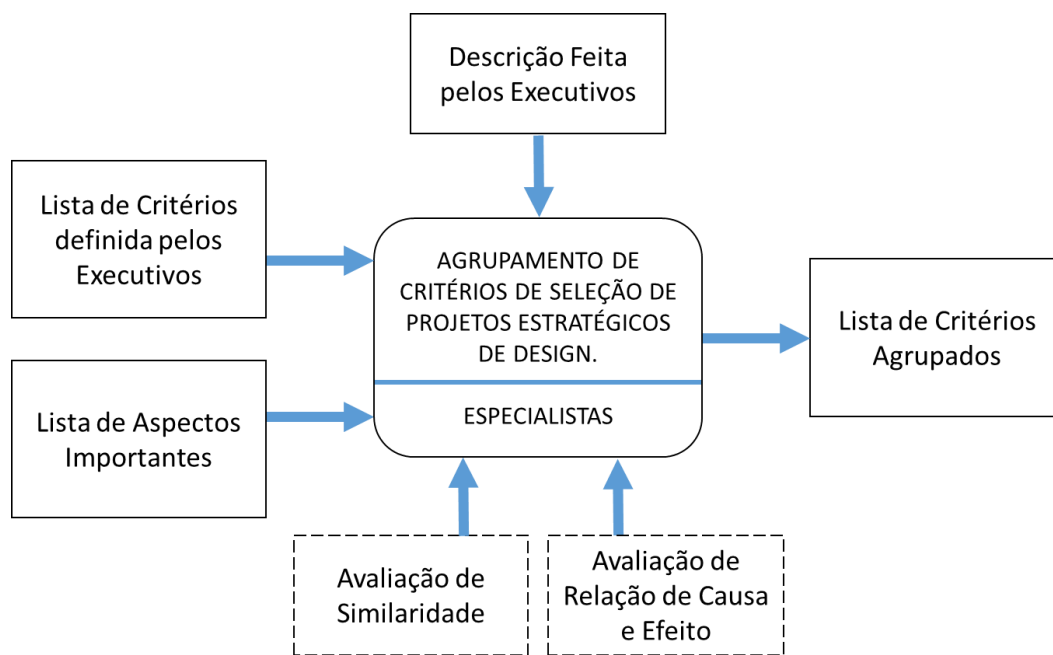 Descrição Feita
pelos Executivos
Lista de Critérios
definida pelos
Executivos
AGRUPAMENTO DE
CRITÉRIOS DE SELEÇÃO DE
PROJETOS ESTRATÉGICOS
DE DESIGN.
ESPECIALISTAS
Lista de Critérios
Agrupados
Lista de Aspectos
Importantes
Avaliação de
Similaridade
Avaliação de
Relação de Causa
e Efeito